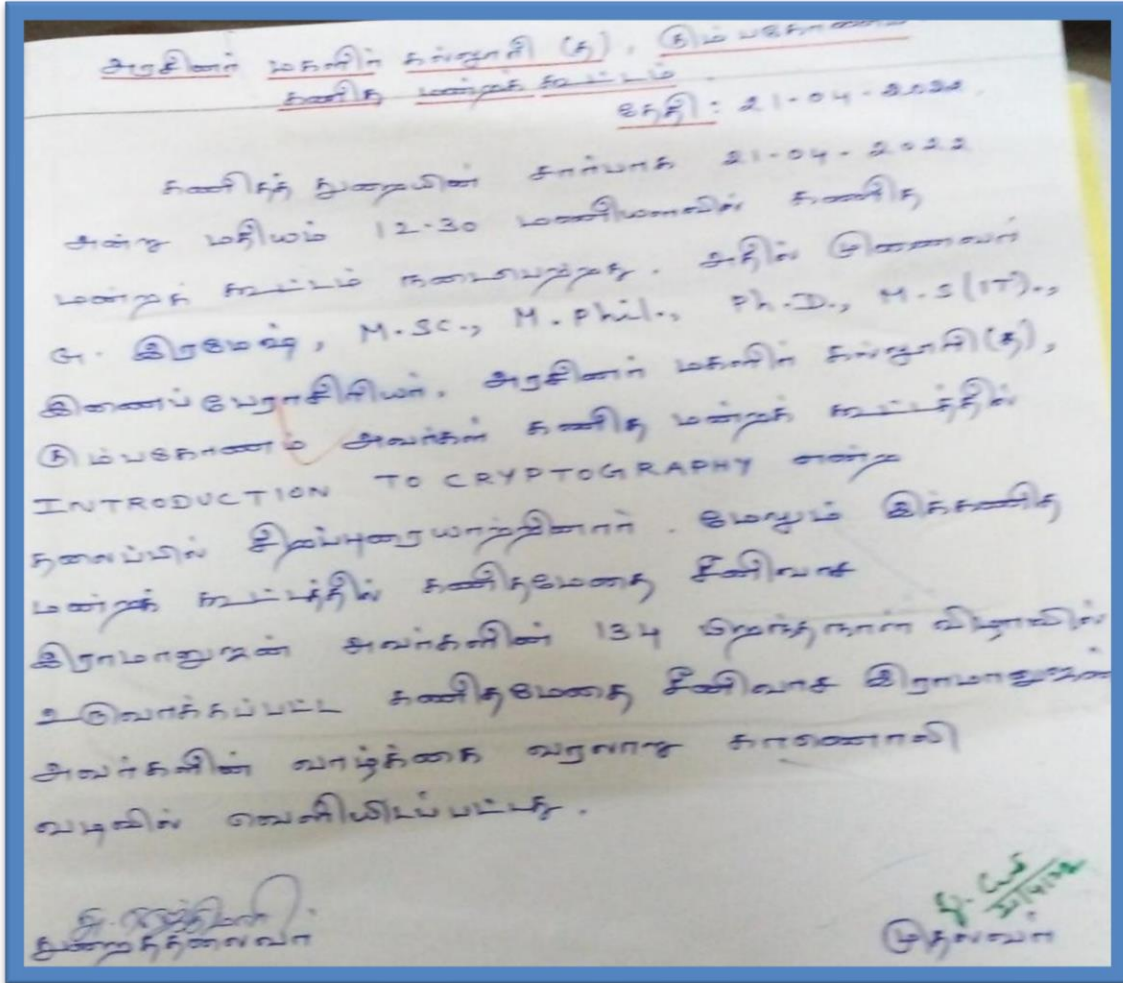 அரசினர் மகளிர் கல்லூரி (த), கும்பகோணம்
கணித மன்றக் கூட்டம்.
தேதி : 21-04-2022.
கணிதத் துறையின் சார்பாக 21-04-2022
அன்று மதியம் 12.30 மணியளவில் கணித
மன்றக் கூட்டம் நடைபெற்றது. அதில் முனைவர்
G. இரமேஷ், M.SC., M.Phil., Ph.D., M.S(IT).,
இணைப்பேராசிரியர். அரசினர் மகளிர் கல்லூரி(த),
கும்பகோணம் அவர்கள் கணித மன்றக் கூட்டத்தில்
INTRODUCTION TO CRYPTOGRAPHY என்ற
தலைப்பில் சிறப்புரையாற்றினார். மேலும் இக்கணித
மன்றக் கூட்டத்தில் கணிதமேதை சீனிவாச
இராமானுஜன் அவர்களின் 134 பிறந்தநாள் விழாவில்
உருவாக்கப்பட்ட கணிதமேதை சீனிவாச இராமானுஜன்
அவர்களின் வாழ்க்கை வரலாறு காணொலி
வடிவில் வெளியிடப்பட்டது.
துறைத்தலைவர்
முதல்வர்